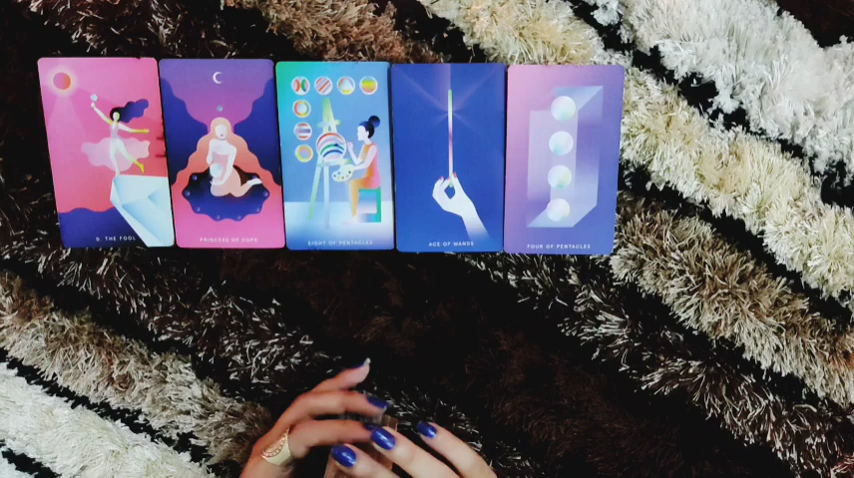 0. THE FOOL
PRINCESS OF CUPS
EIGHT OF PENTACLES
ACE OF WANDS
FOUR OF PENTACLES